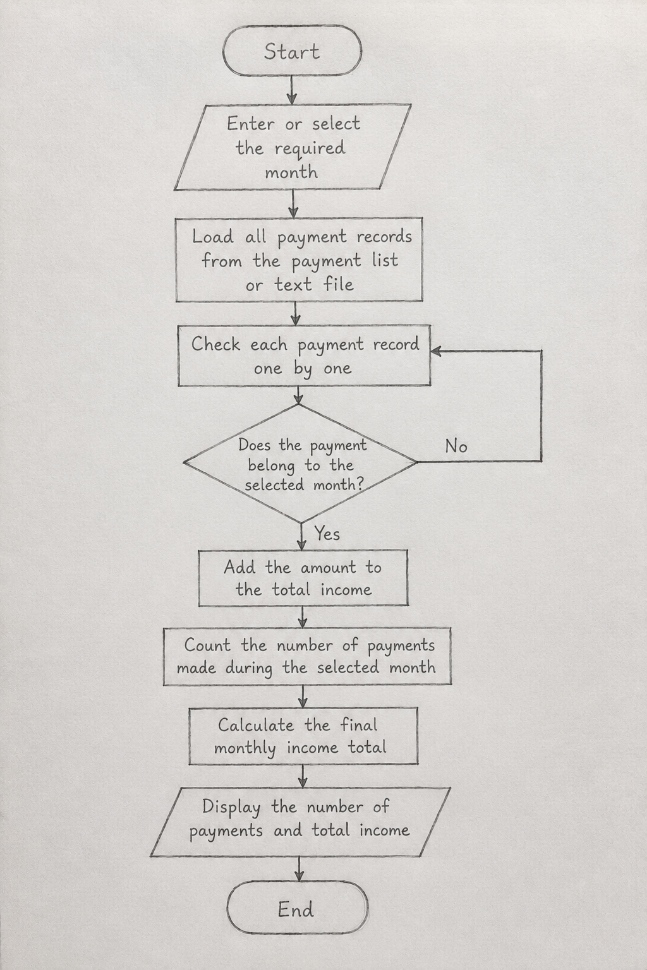 Start
Enter or select
the required
month
Load all payment records
from the payment list
or text file
Check each payment record
one by one
Does the payment
belong to the
selected month?
No
Yes
Add the amount to
the total income
Count the number of payments
made during the selected month
Calculate the final
monthly income total
Display the number of
payments and total income
End